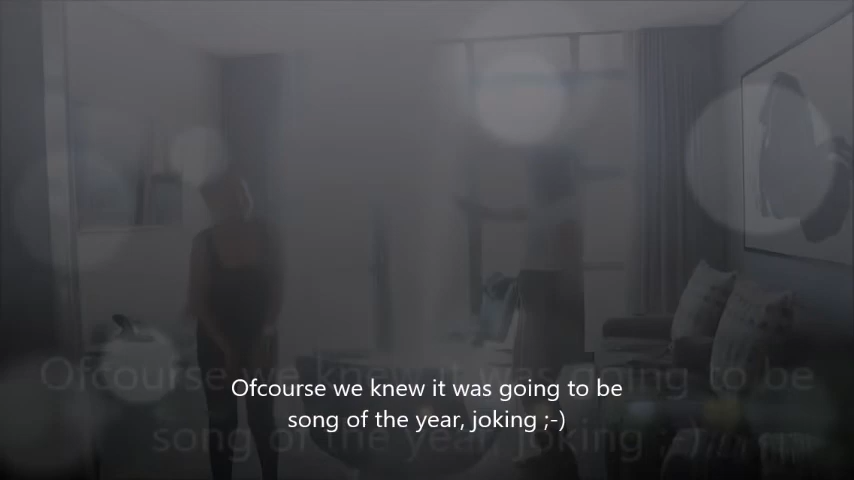 Ofcourse we knew it was going to be
song of the year, joking ;-)